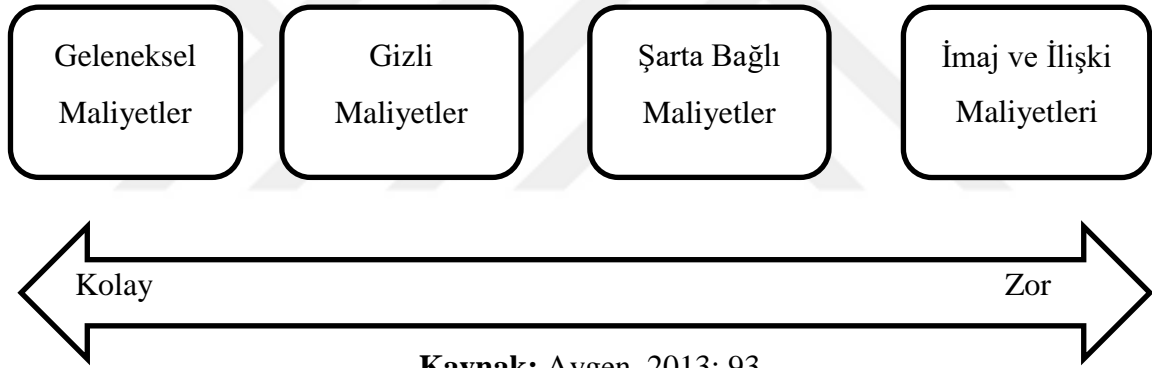 Geleneksel
Maliyetler
Gizli
Maliyetler
Şarta Bağlı
Maliyetler
İmaj ve İlişki
Maliyetleri
Kolay
Zor
Kaynak: Aygen, 2013: 93